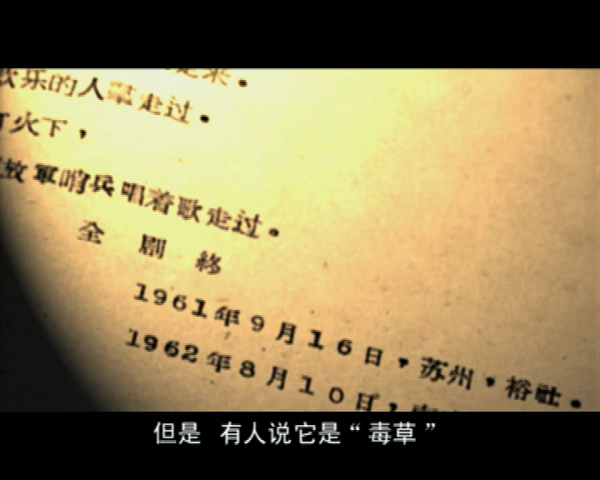 欢乐的人羣走过。
火下，
放軍哨兵唱着歌走过。
全剧終
1961年9月16日，苏州，裕社。
1962年8月10日，
但是 有人说它是“毒草”